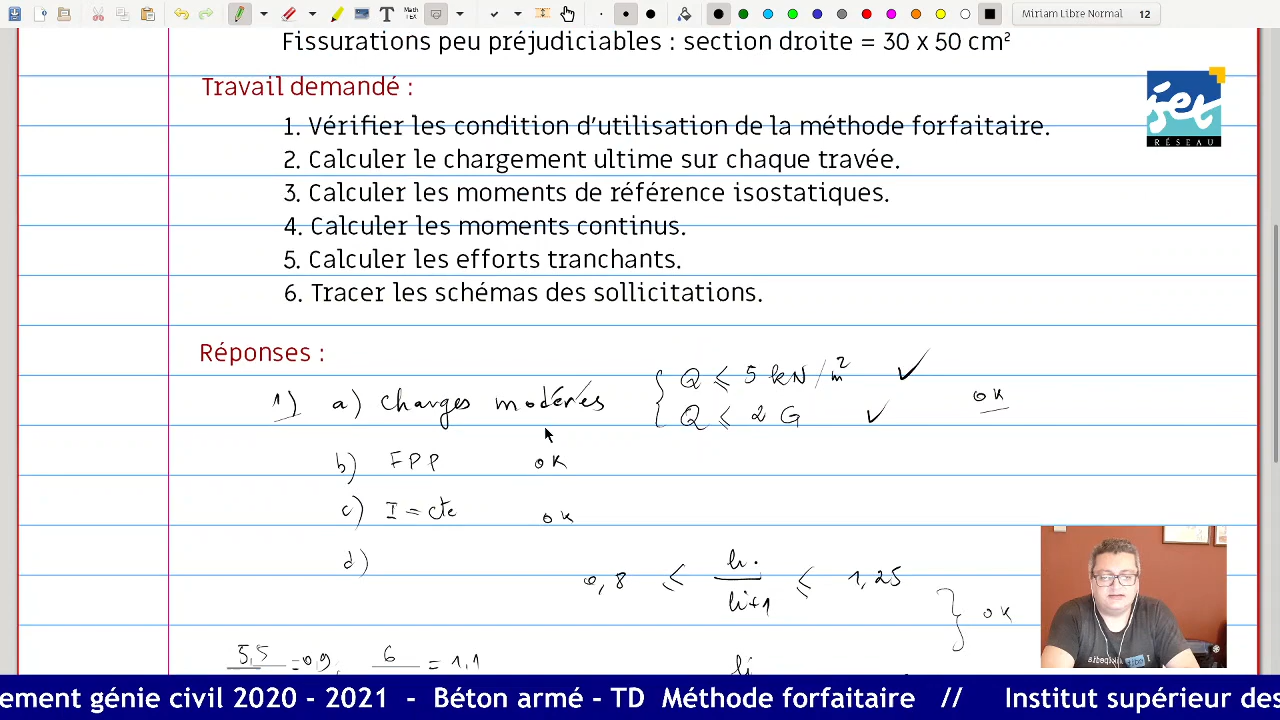 Miriam Libre Normal 12
Fissurations peu préjudiciables : section droite = 30 x 50 cm²
Travail demandé :
1. Vérifier les condition d'utilisation de la méthode forfaitaire.
2. Calculer le chargement ultime sur chaque travée.
3. Calculer les moments de référence isostatiques.
4. Calculer les moments continus.
5. Calculer les efforts tranchants.
6. Tracer les schémas des sollicitations.
RÉSEAU
Réponses :
1) a) Charges modérées { Q ⩽ 5 kN/m² ✓
Q ⩽ 2 G ✓ OK
b) FPP OK
c) I = cte OK
d)
0,8 ⩽ li / li+1 ⩽ 1,25 } OK
5,5 = 0,9, 6 = 1,1 li
ement génie civil 2020 - 2021 - Béton armé - TD Méthode forfaitaire // Institut supérieur des